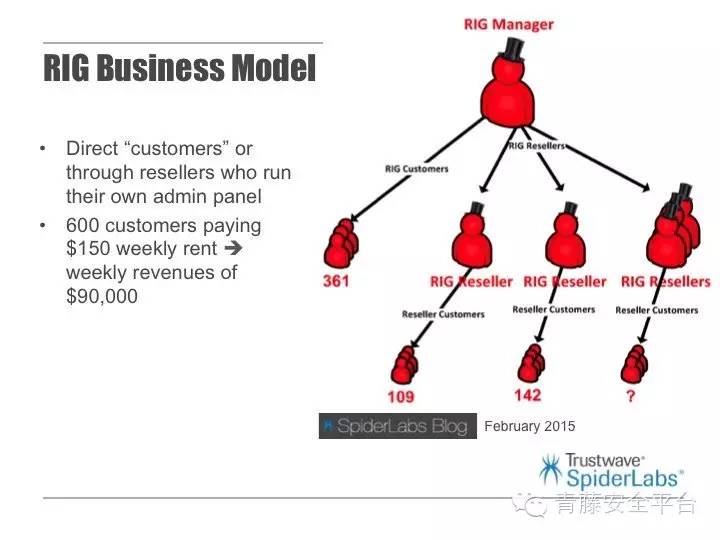 RIG Business Model
• Direct “customers” or
through resellers who run
their own admin panel
• 600 customers paying
$150 weekly rent ➔
weekly revenues of
$90,000
RIG Manager
RIG Customers
RIG Resellers
361
RIG Reseller
RIG Reseller
RIG Resellers
Reseller Customers
Reseller Customers
Reseller Customers
109
142
?
SpiderLabs Blog
February 2015
Trustwave®
SpiderLabs®
青藤安全平台